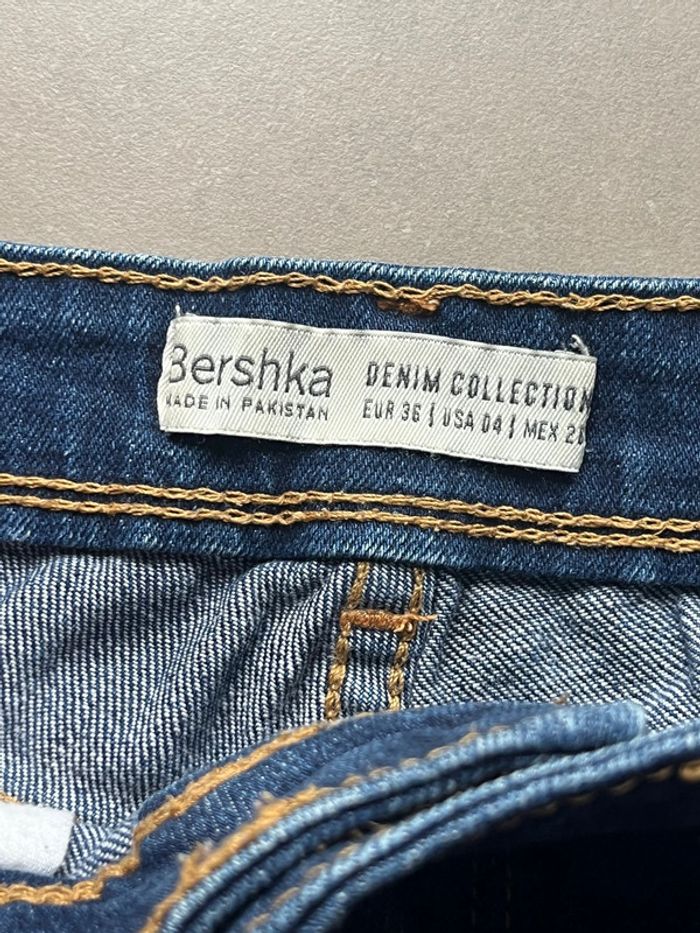 Bershka
MADE IN PAKISTAN
DENIM COLLECTION
EUR 36 | USA 04 | MEX